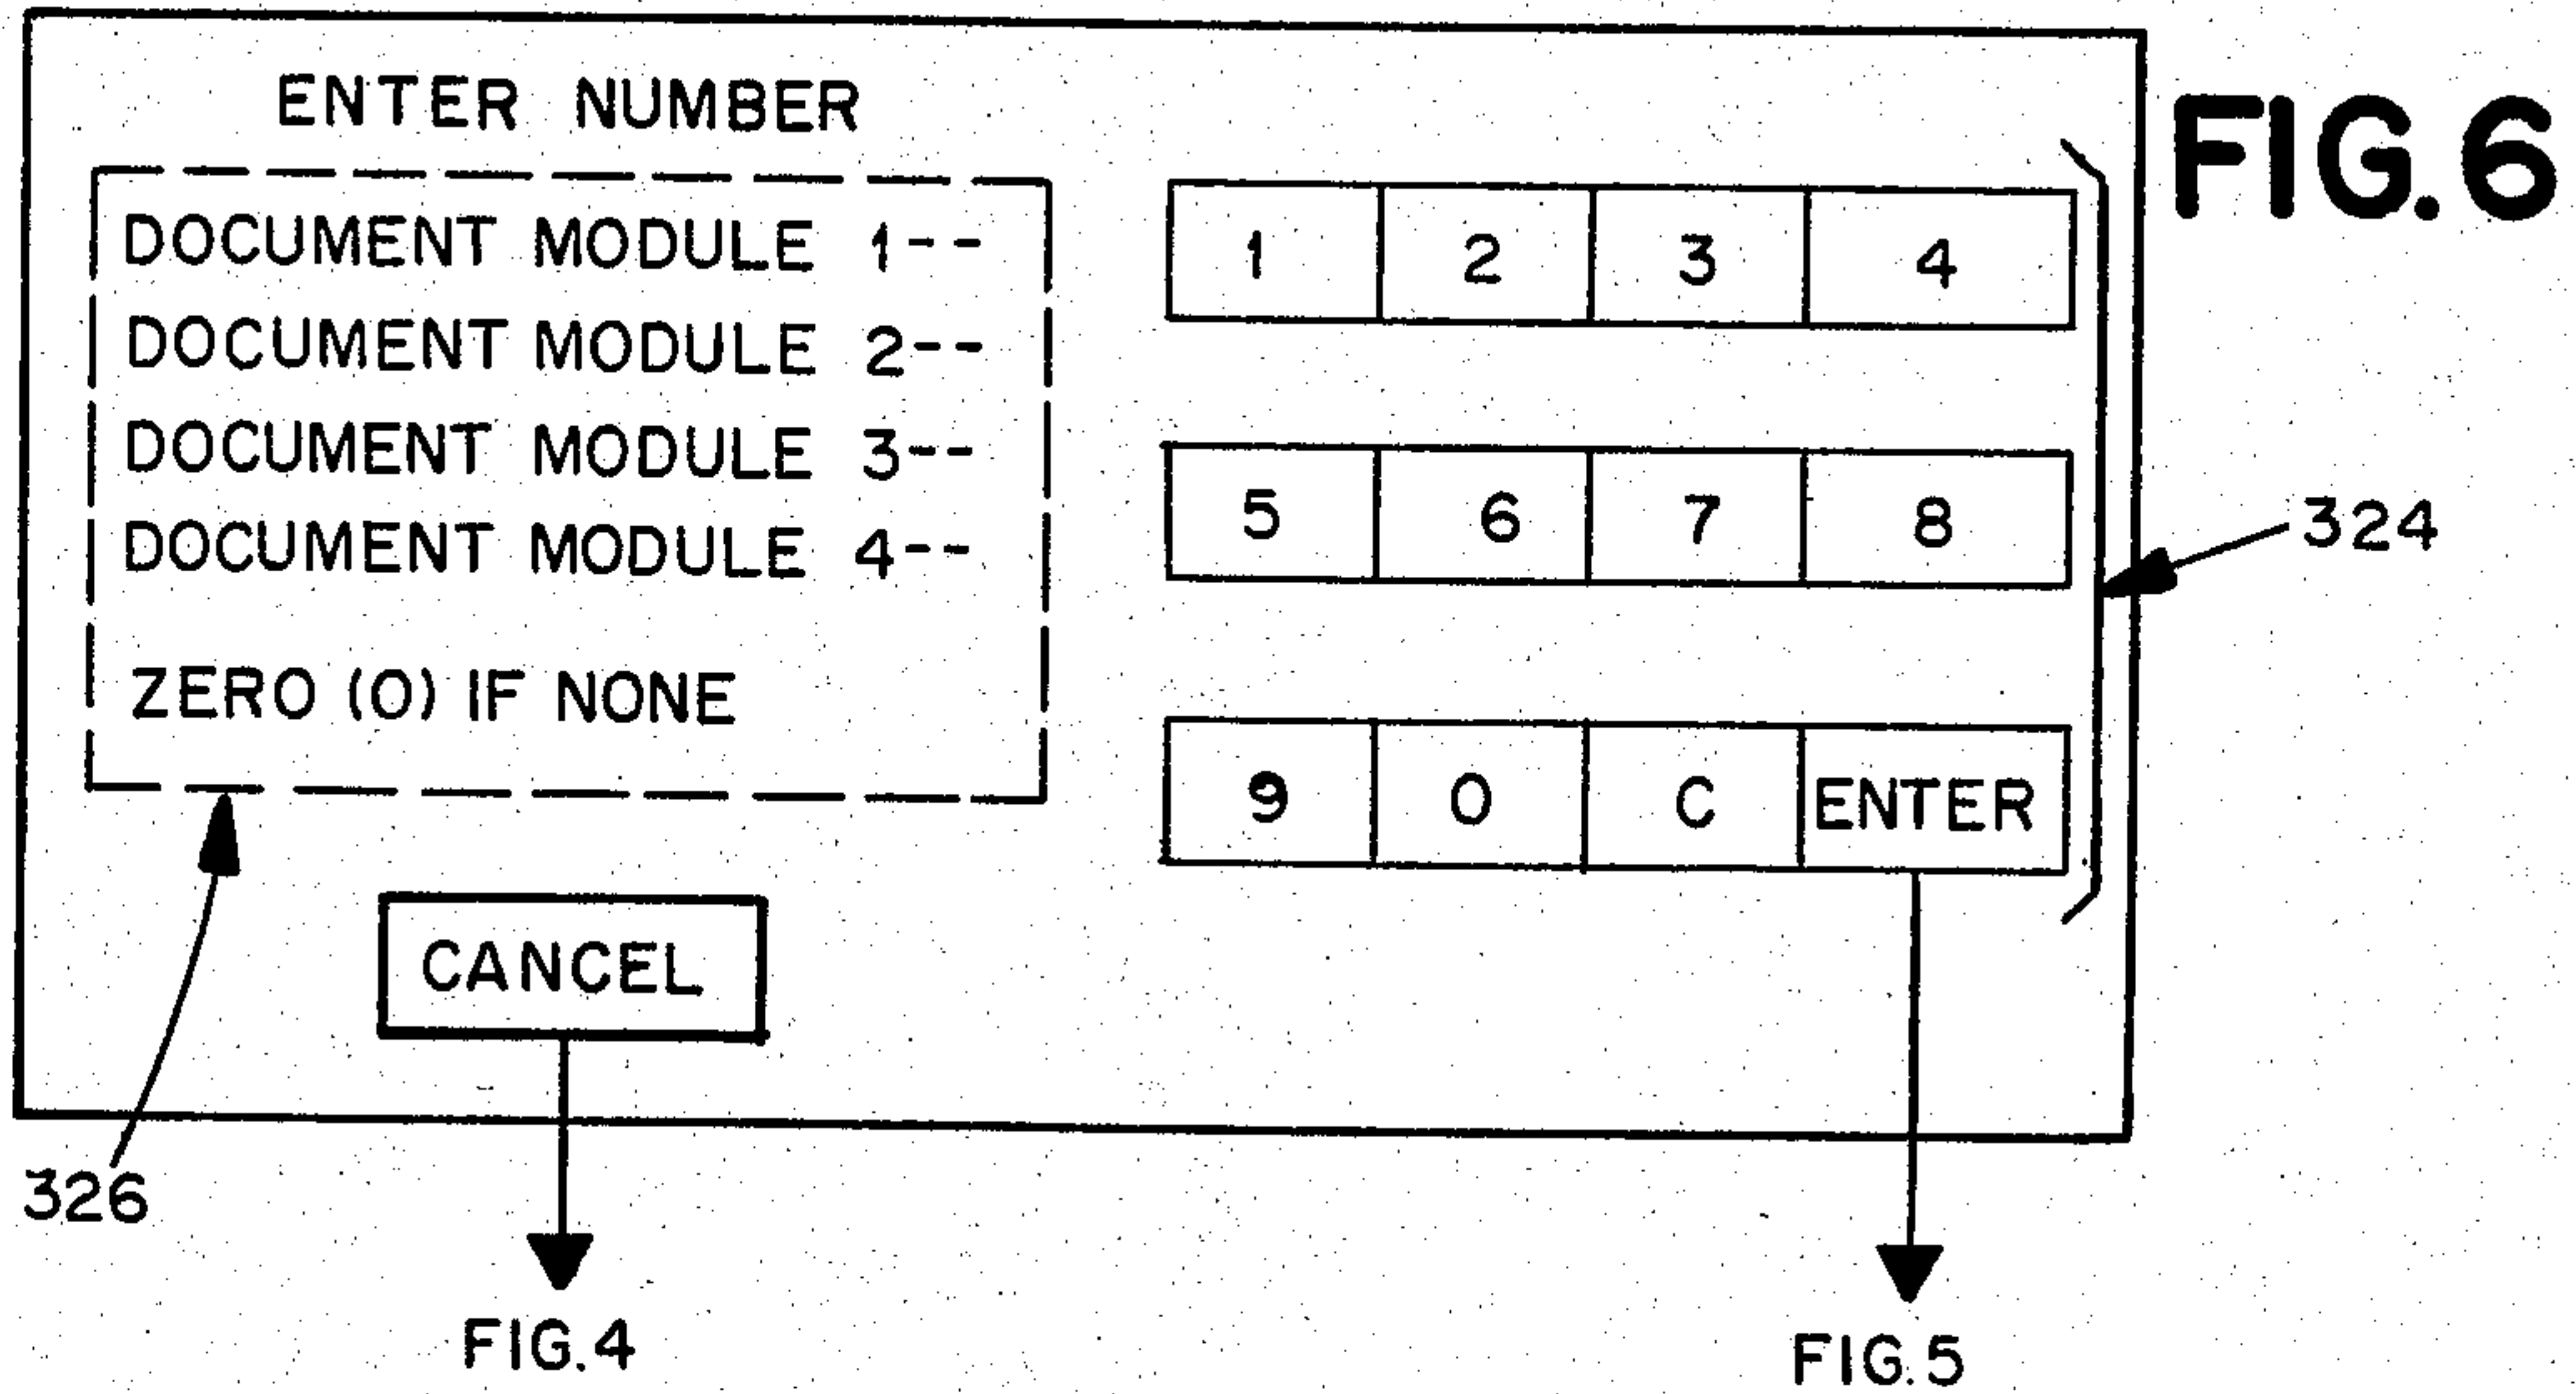 FIG.6
ENTER NUMBER
DOCUMENT MODULE 1--
DOCUMENT MODULE 2--
DOCUMENT MODULE 3--
DOCUMENT MODULE 4--
ZERO (0) IF NONE
1 2 3 4
5 6 7 8
9 0 C ENTER
324
CANCEL
326
FIG.4
FIG.5